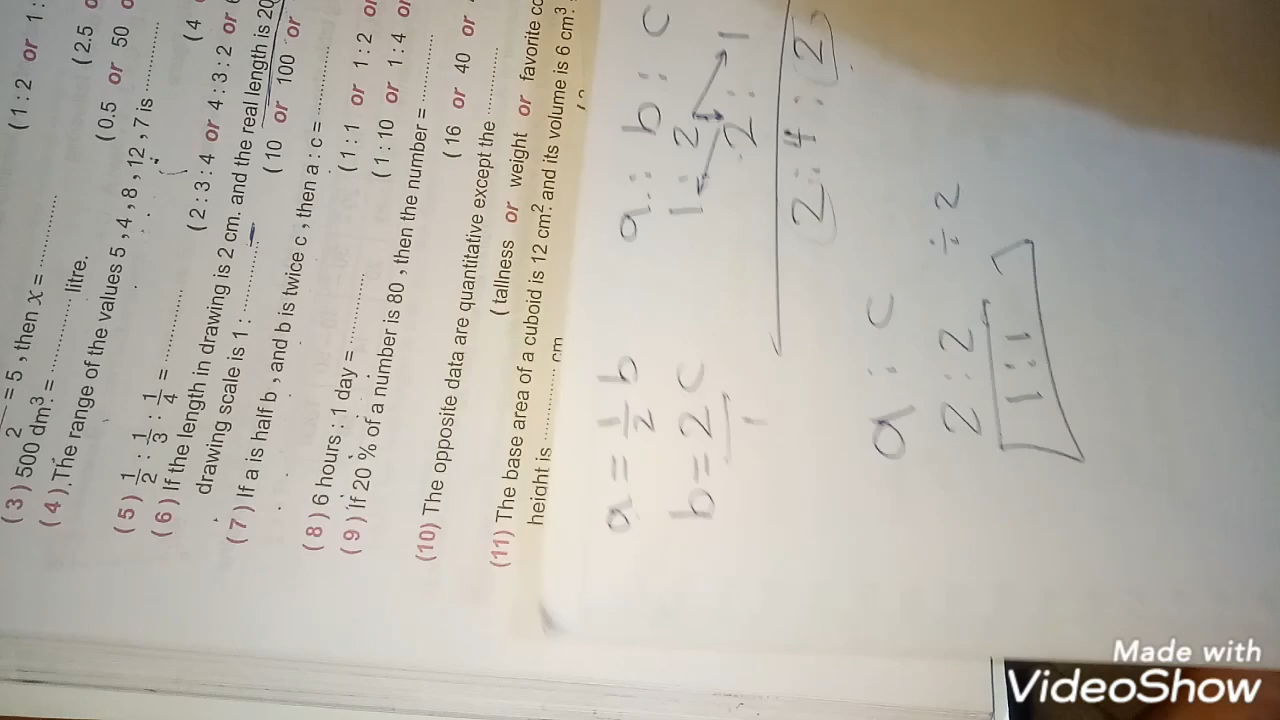 (1 : 2 or 1 :
(3) 500 dm³ = ............ litre.
(2.5
(4) The range of the values 5 , 4 , 8 , 12 , 7 is ............
(0.5 or 50
(5) 1/2 : 1/3 : 1/4 = ............
(4
(2 : 3 : 4 or 4 : 3 : 2 or
(6) If the length in drawing is 2 cm. and the real length is 20
drawing scale is 1 : ............
(10 or 100 or
(7) If a is half b , and b is twice c , then a : c = ............
(1 : 1 or 1 : 2 or
(8) 6 hours : 1 day = ............
(1 : 10 or 1 : 4 or
(9) If 20 % of a number is 80 , then the number = ............
(16 or 40 or
(10) The opposite data are quantitative except the ............
(tallness or weight or favorite
(11) The base area of a cuboid is 12 cm² and its volume is 6 cm³
height is ............ cm
a = 1/2 b
b = 2 c
1
a : b : c
1 : 2
2 : 1
2 : 4 : 2
a : c
2 : 2 ÷ 2
1 : 1
Made with
VideoShow